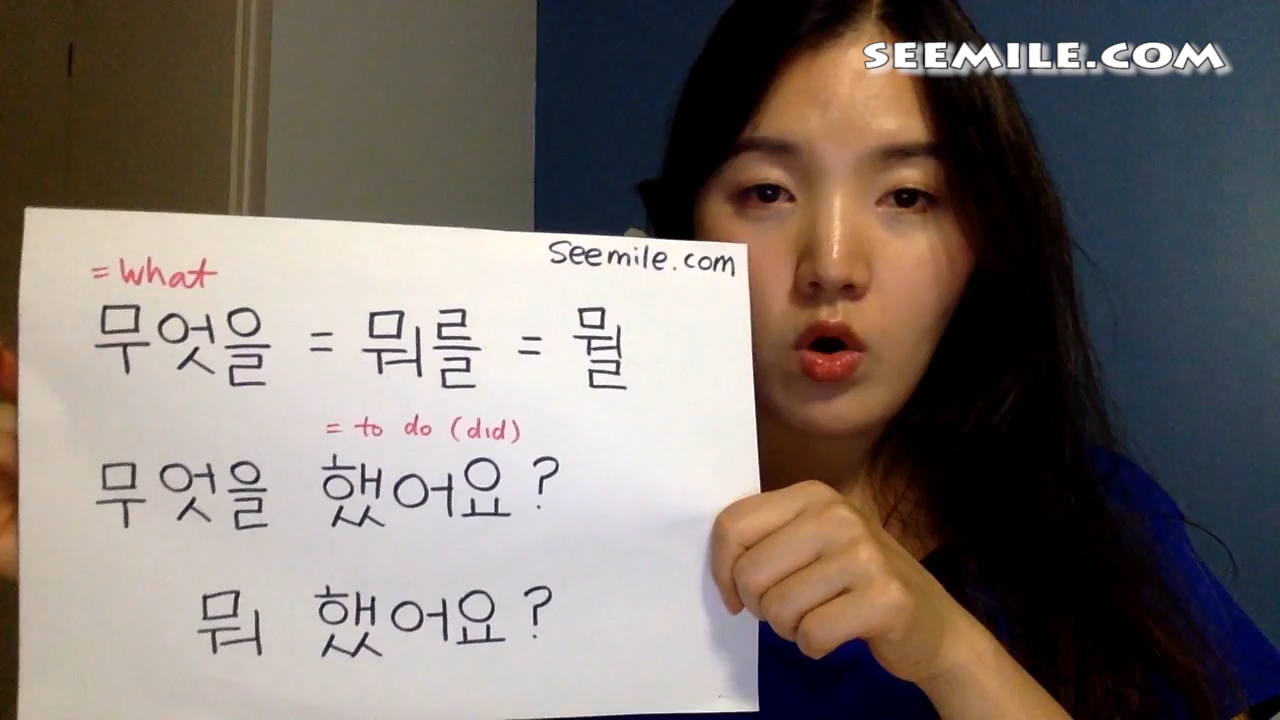 SEEMILE.COM
Seemile.com
= what
무엇을 = 뭐를 = 뭘
= to do (did)
무엇을 했어요?
뭐 했어요?